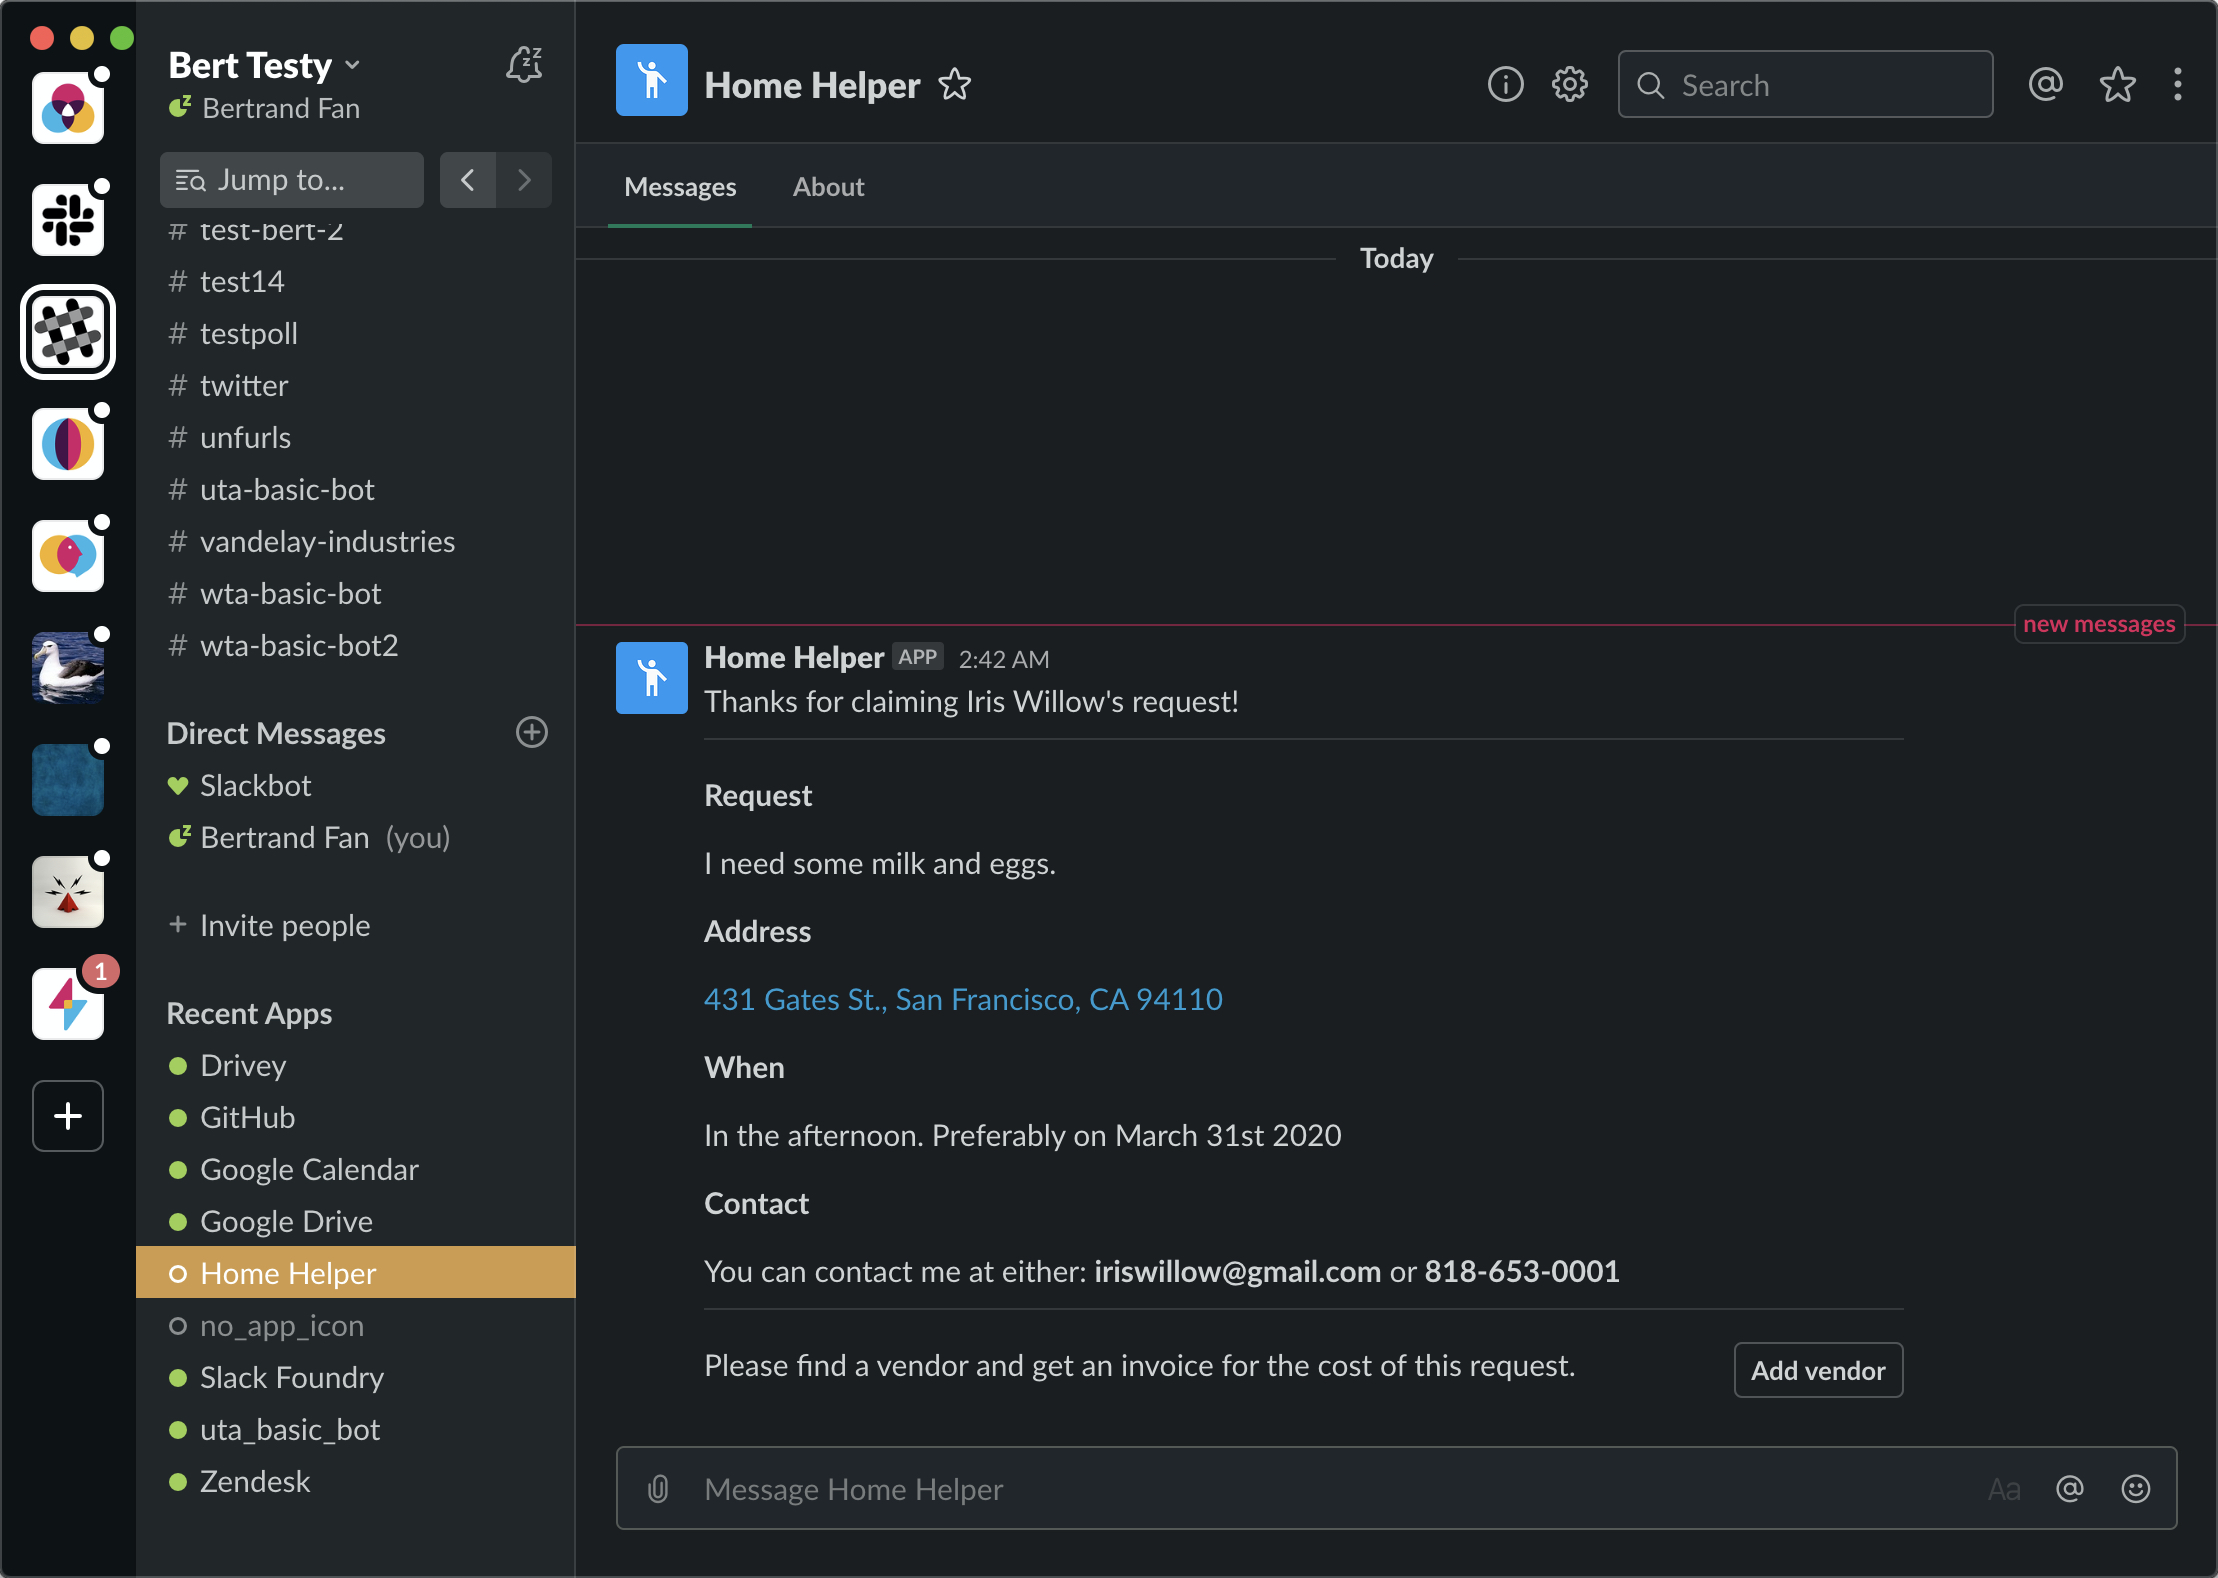 Bert Testy
Bertrand Fan
Jump to...
# test-bert-2
# test14
# testpoll
# twitter
# unfurls
# uta-basic-bot
# vandelay-industries
# wta-basic-bot
# wta-basic-bot2
Direct Messages
Slackbot
Bertrand Fan (you)
+ Invite people
1
Recent Apps
Drivey
GitHub
Google Calendar
Google Drive
Home Helper
no_app_icon
Slack Foundry
uta_basic_bot
Zendesk
Home Helper
Search
Messages About
Today
new messages
Home Helper APP 2:42 AM
Thanks for claiming Iris Willow's request!
Request
I need some milk and eggs.
Address
431 Gates St., San Francisco, CA 94110
When
In the afternoon. Preferably on March 31st 2020
Contact
You can contact me at either: iriswillow@gmail.com or 818-653-0001
Please find a vendor and get an invoice for the cost of this request.
Add vendor
Message Home Helper
Aa @